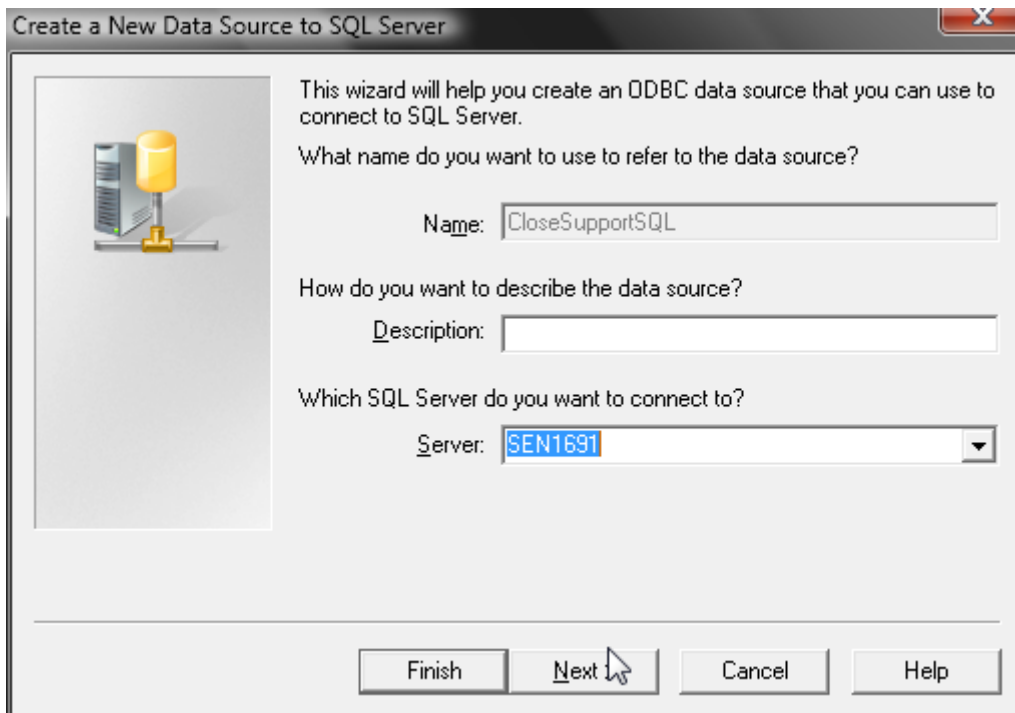 Create a New Data Source to SQL Server
This wizard will help you create an ODBC data source that you can use to
connect to SQL Server.
What name do you want to use to refer to the data source?
Name: CloseSupportSQL
How do you want to describe the data source?
Description:
Which SQL Server do you want to connect to?
Server: SEN1691
Finish Next Cancel Help